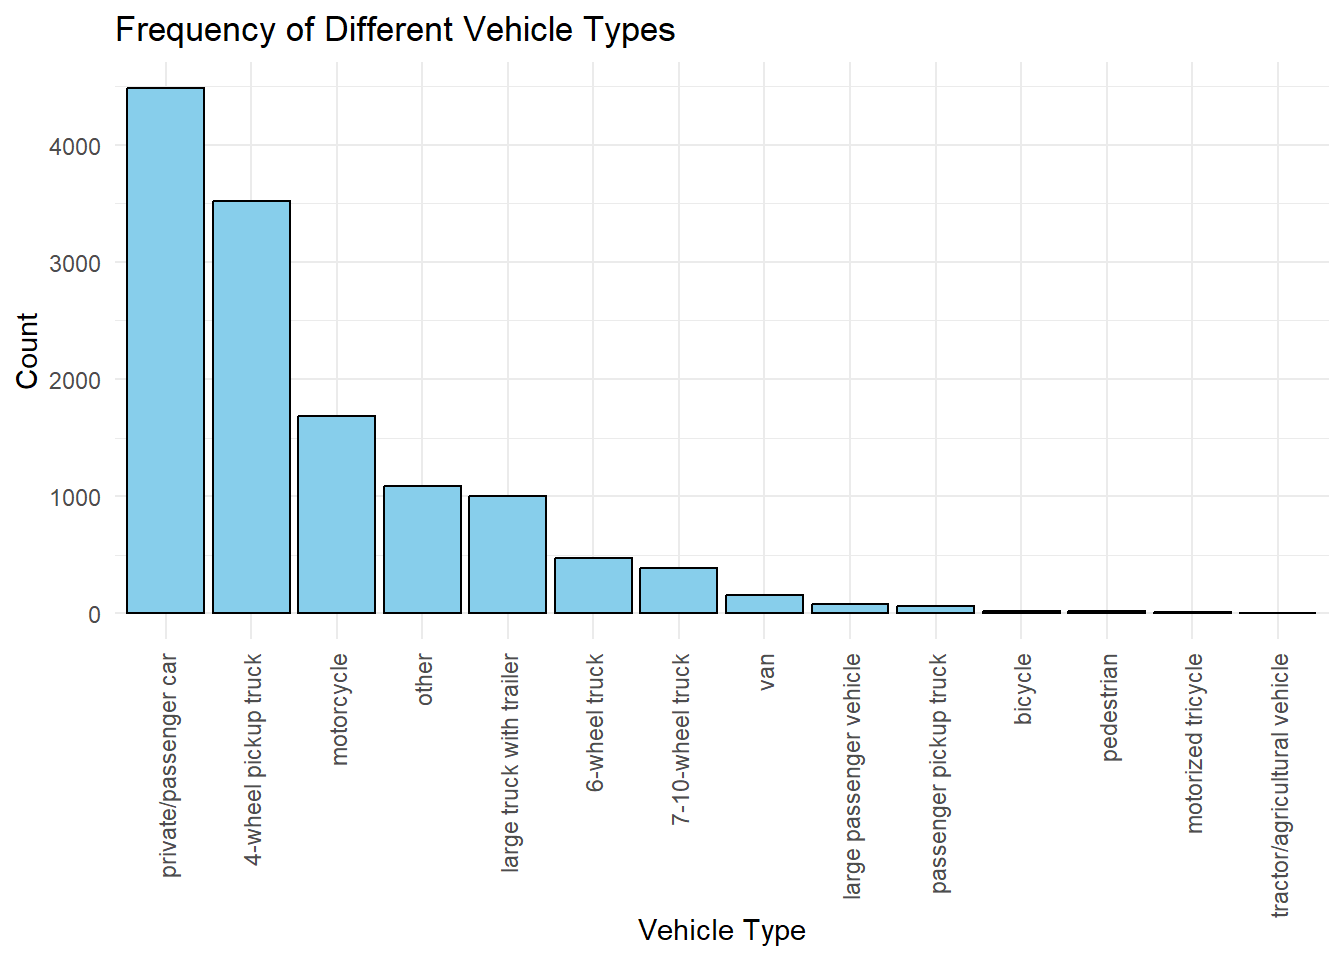 Frequency of Different Vehicle Types
Count
4000
3000
2000
1000
0
private/passenger car
4-wheel pickup truck
motorcycle
other
large truck with trailer
6-wheel truck
7-10-wheel truck
van
large passenger vehicle
passenger pickup truck
bicycle
pedestrian
motorized tricycle
tractor/agricultural vehicle
Vehicle Type